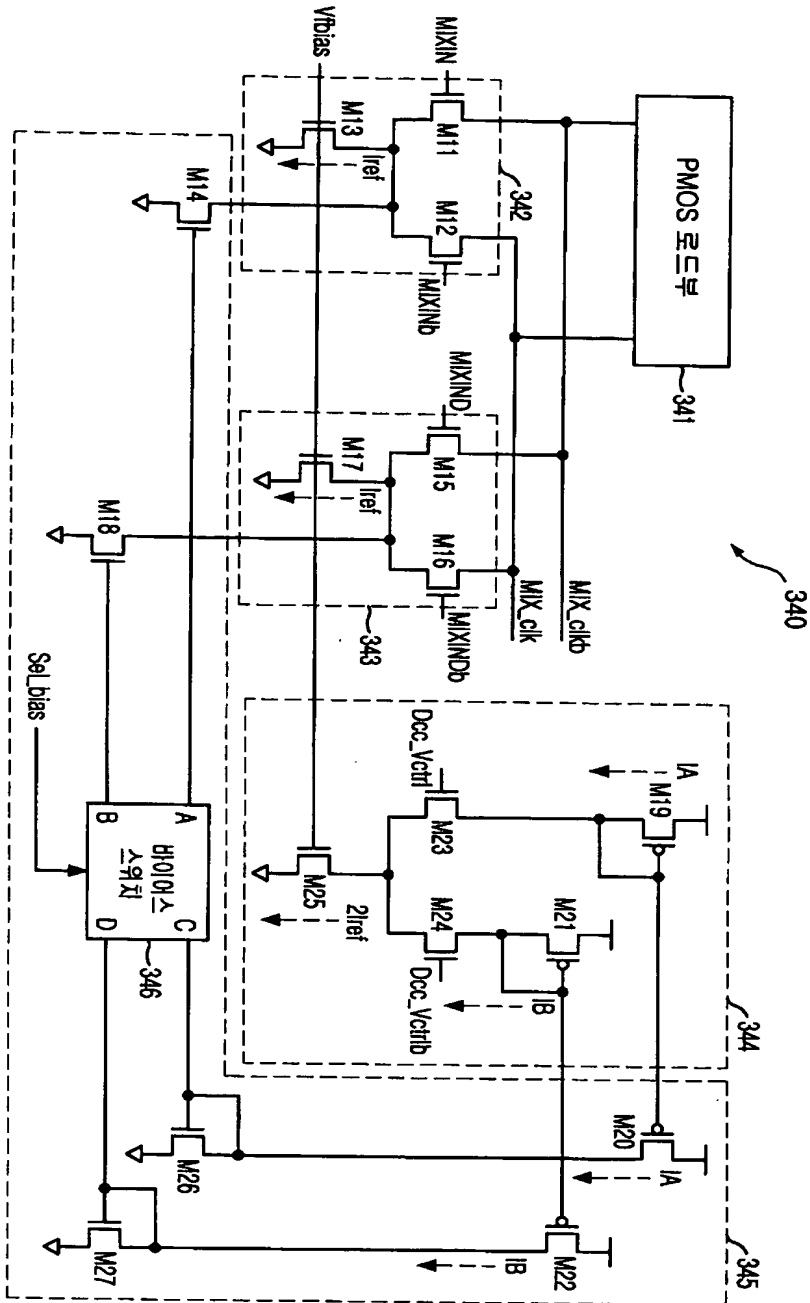 340
PMOS 로드부
341
MIX_clkb
MIX_clk
MIXIN
M11
M12
MIXINb
342
M13
Iref
Vfbias
M14
MIXIND
M15
M16
MIXINDb
343
M17
Iref
M18
IA
M19
M21
IB
Dcc_Vctrl
M23
M24
Dcc_Vctrlb
M25
2Iref
344
M20
IA
M22
IB
345
M26
M27
A
B
C
D
바이어스
스위치
346
Sel_bias